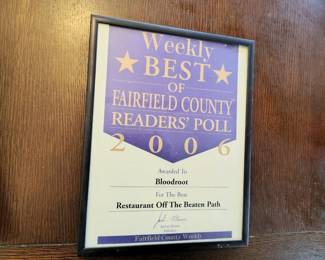 Weekly
BEST
OF
FAIRFIELD COUNTY
READERS' POLL
2006
Awarded To
Bloodroot
For The Best
Restaurant Off The Beaten Path
Fairfield County Weekly